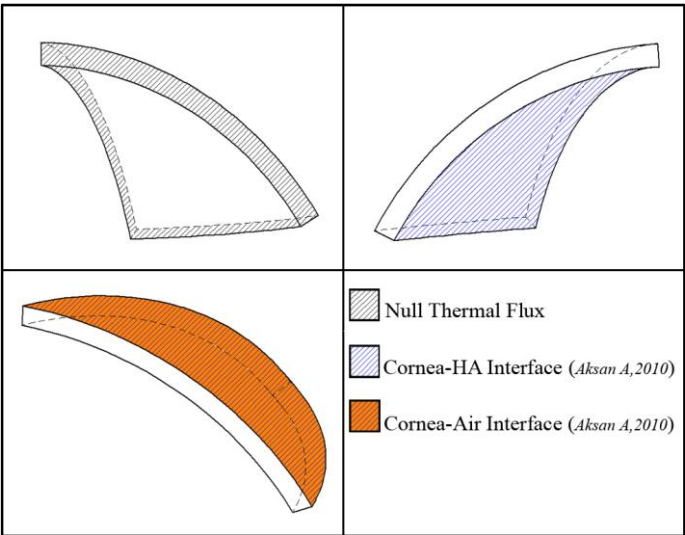 Null Thermal Flux
Cornea-HA Interface (Aksan A,2010)
Cornea-Air Interface (Aksan A,2010)